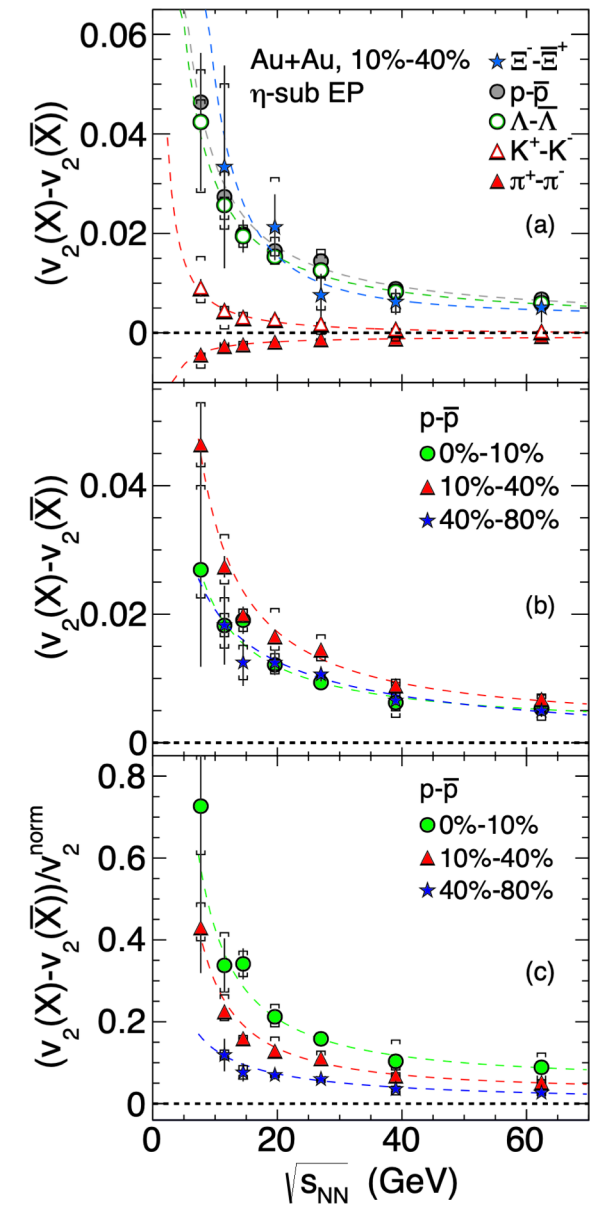 0.06
0.04
0.02
0
(v₂(X)-v₂(X̅))
Au+Au, 10%-40%
η-sub EP
Ξ⁻-Ξ̅⁺
p-p̅
Λ-Λ̅
K⁺-K⁻
π⁺-π⁻
(a)
0.04
0.02
0
(v₂(X)-v₂(X̅))
p-p̅
0%-10%
10%-40%
40%-80%
(b)
0.8
0.6
0.4
0.2
0
(v₂(X)-v₂(X̅))/v₂ⁿᵒʳᵐ
p-p̅
0%-10%
10%-40%
40%-80%
(c)
0 20 40 60
√sNN (GeV)